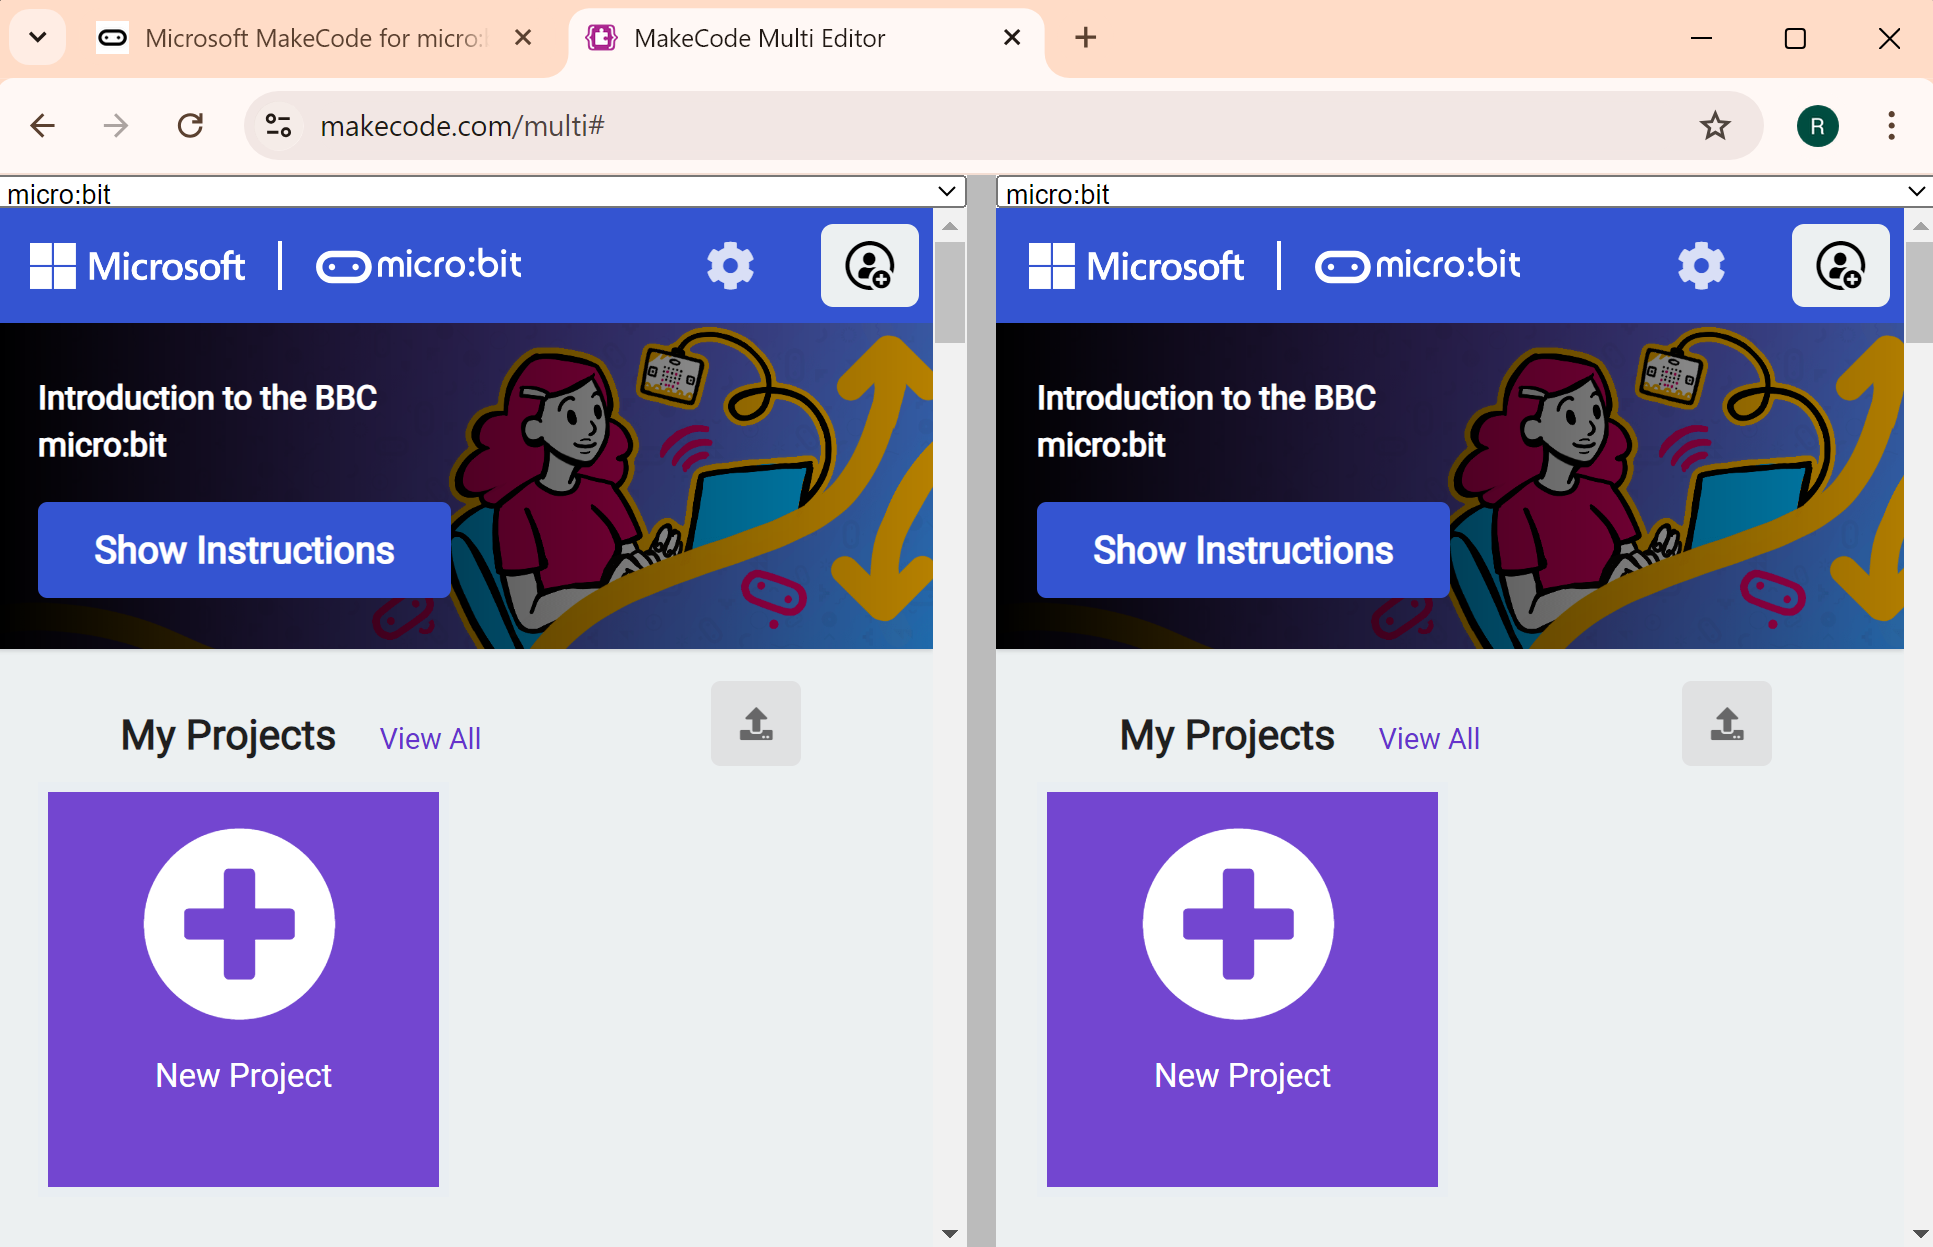 Microsoft MakeCode for micro:
MakeCode Multi Editor
makecode.com/multi#
R
micro:bit
Microsoft | micro:bit
Introduction to the BBC
micro:bit
Show Instructions
My Projects View All
New Project
micro:bit
Microsoft | micro:bit
Introduction to the BBC
micro:bit
Show Instructions
My Projects View All
New Project